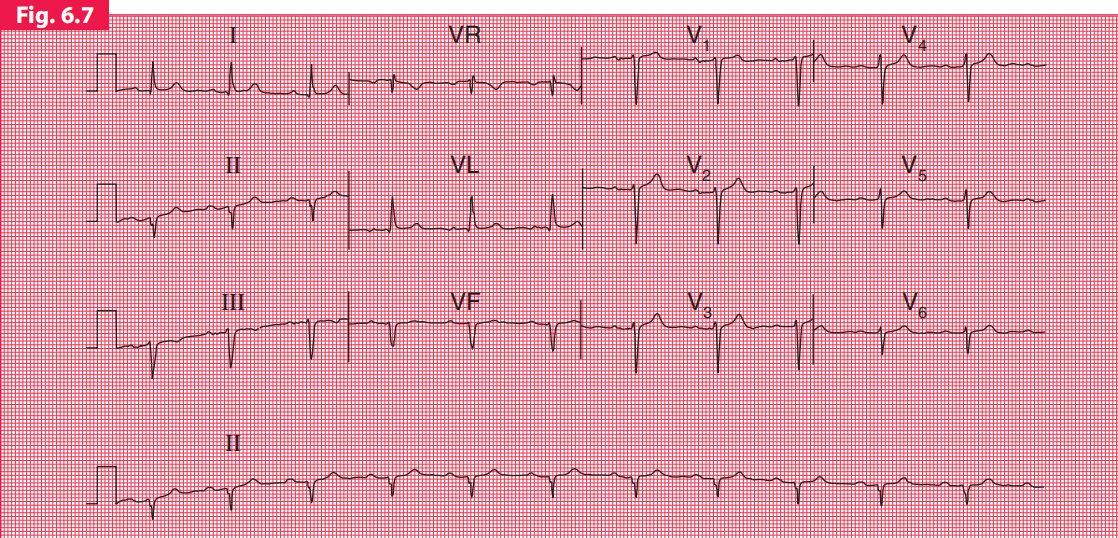 Fig. 6.7
I VR V1 V4
II VL V2 V5
III VF V3 V6
II